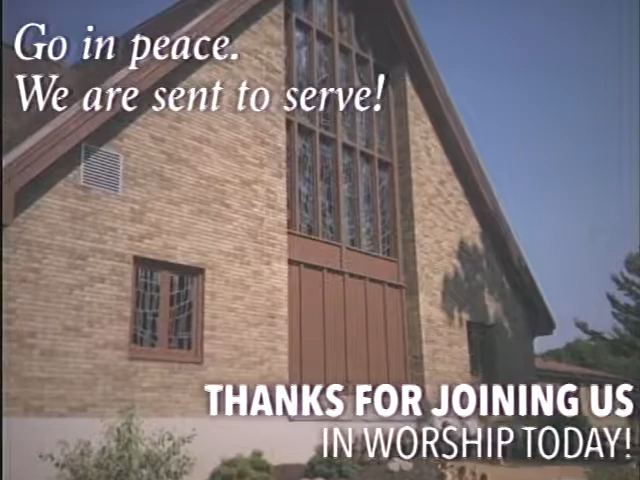 Go in peace.
We are sent to serve!
THANKS FOR JOINING US
IN WORSHIP TODAY!